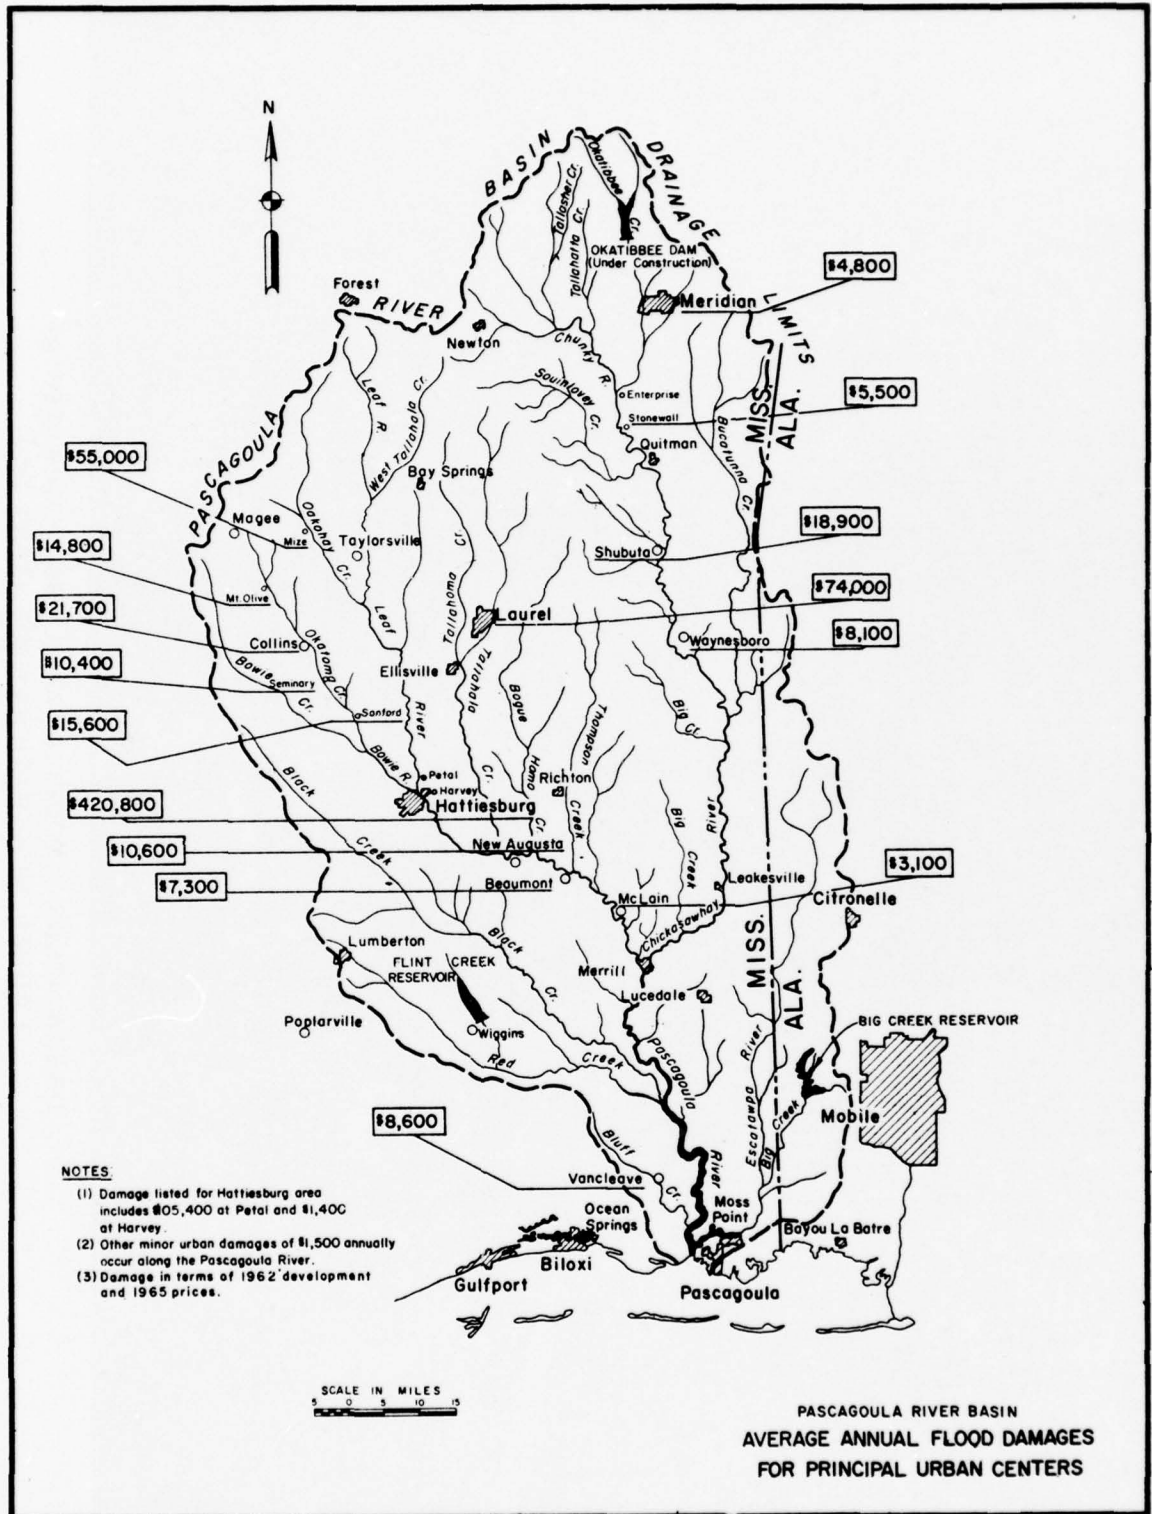 N
PASCAGOULA RIVER BASIN DRAINAGE LIMITS
Okatibbee
Cr.
Tallasher Cr.
Tallahatta Cr.
OKATIBBEE DAM
(Under Construction)
$4,800
Forest
Meridian
Newton
Chunky R.
Souinlovey Cr.
Enterprise
$5,500
Stonewall
Quitman
MISS.
ALA.
Leaf R.
West Tallahala Cr.
Bucatunna Cr.
$55,000
Bay Springs
Magee
Mize
Oakohay Cr.
Taylorsville
$18,900
Shubuta
$14,800
Mt. Olive
$74,000
$21,700
Tallahoma Cr.
Laurel
$8,100
Waynesboro
Collins
Okatoma Cr.
Leaf River
Ellisville
$10,400
Seminary
Bowie Cr.
Tallahala Cr.
Bogue Homo Cr.
Thompson Creek
Big Cr.
$15,600
Sanford
Bowie R.
Petal
Harvey
Richton
Black Creek
$420,800
Hattiesburg
Big Creek
River
$10,600
New Augusta
$7,300
Beaumont
Leakesville
$3,100
McLain
Citronelle
Chickasawhay
Black Cr.
Lumberton
FLINT CREEK
RESERVOIR
Merrill
Lucedale
MISS.
ALA.
Poplarville
Wiggins
Red Creek
BIG CREEK RESERVOIR
Pascagoula River
Escatawpa River
Big Creek
Mobile
$8,600
Bluff Cr.
Vancleave
Moss
Point
Ocean
Springs
Bayou La Batre
Biloxi
Gulfport
Pascagoula
NOTES:
(1) Damage listed for Hattiesburg area
includes $105,400 at Petal and $1,400
at Harvey.
(2) Other minor urban damages of $1,500 annually
occur along the Pascagoula River.
(3) Damage in terms of 1962 development
and 1965 prices.
SCALE IN MILES
5 0 5 10 15
PASCAGOULA RIVER BASIN
AVERAGE ANNUAL FLOOD DAMAGES
FOR PRINCIPAL URBAN CENTERS